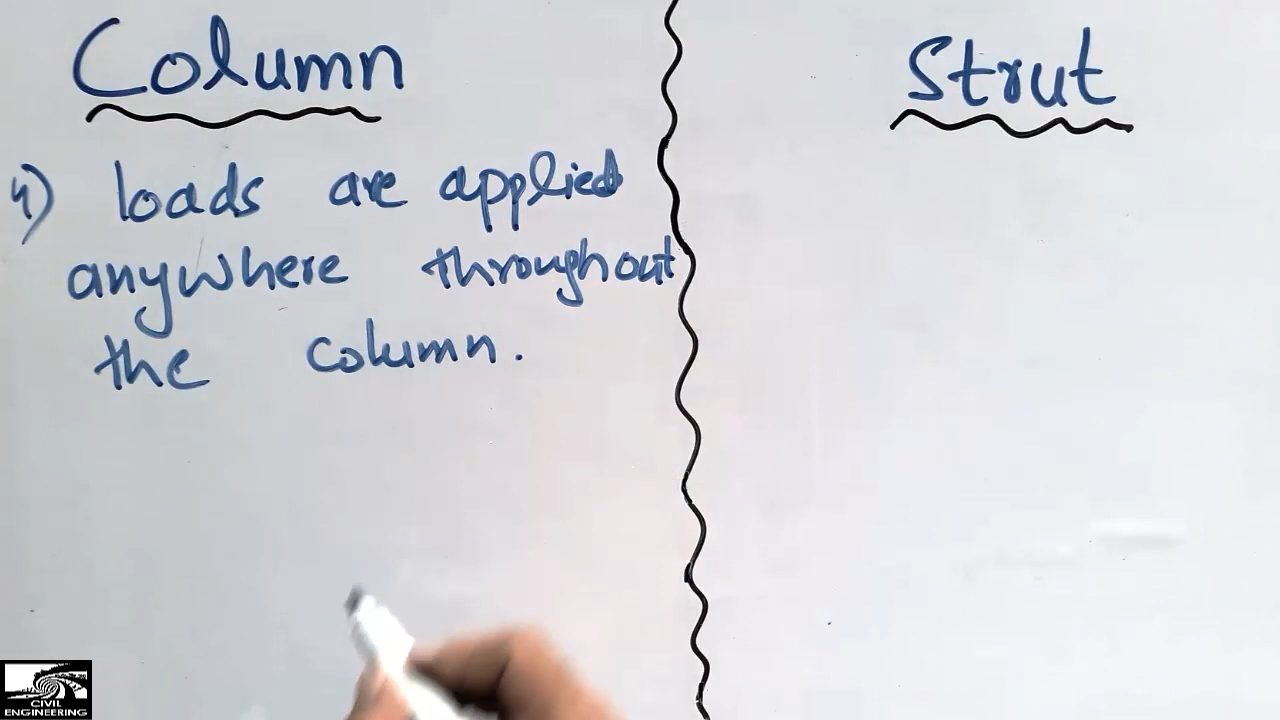 Column
Strut
4) loads are applied
anywhere throughout
the column.
CIVIL
ENGINEERING